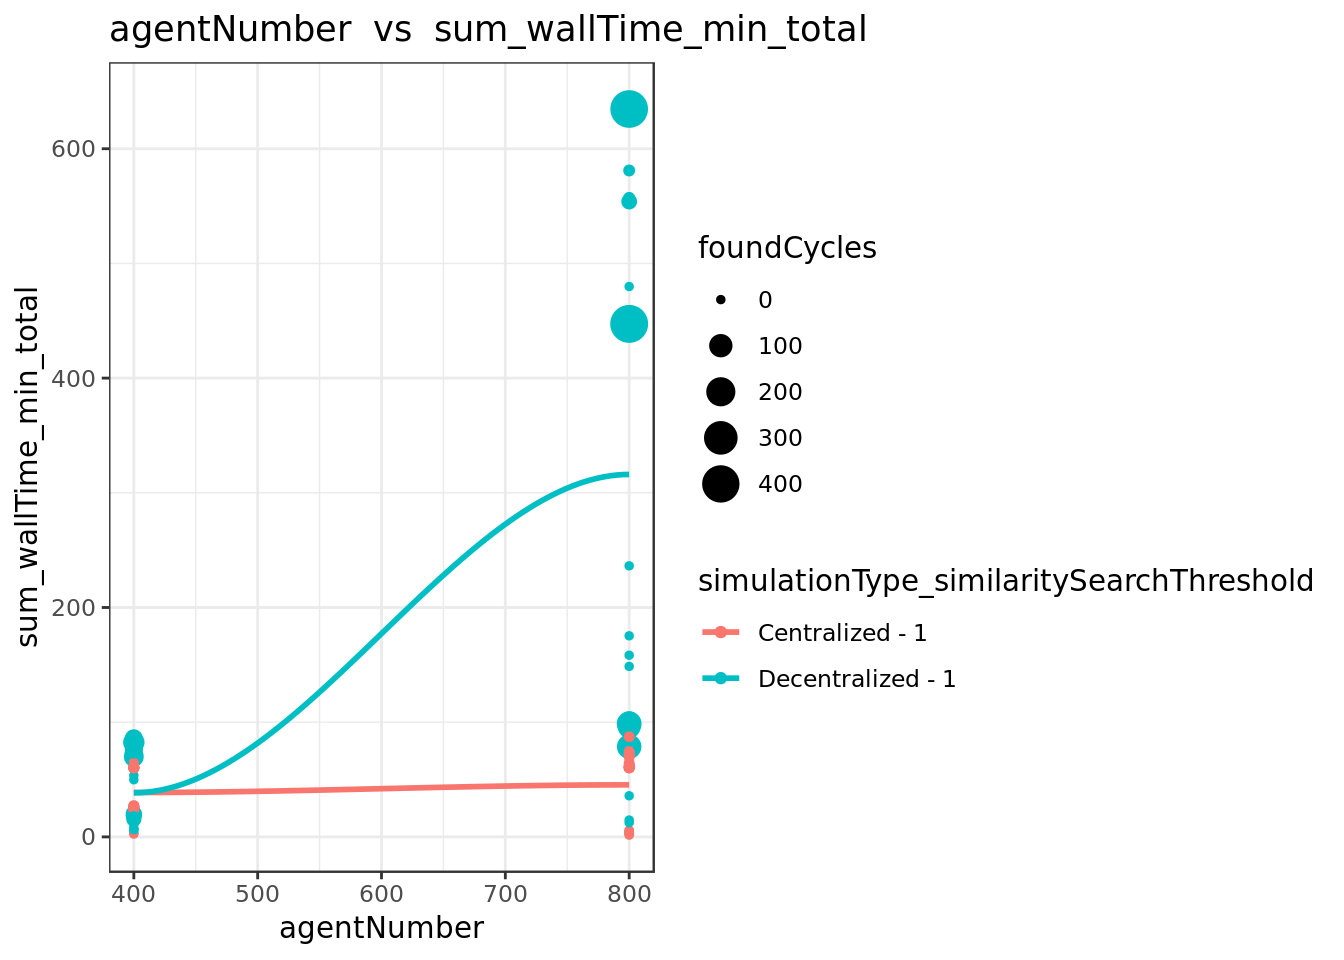 agentNumber vs sum_wallTime_min_total
sum_wallTime_min_total
600
400
200
0
400 500 600 700 800
agentNumber
foundCycles
0
100
200
300
400
simulationType_similaritySearchThreshold
Centralized - 1
Decentralized - 1